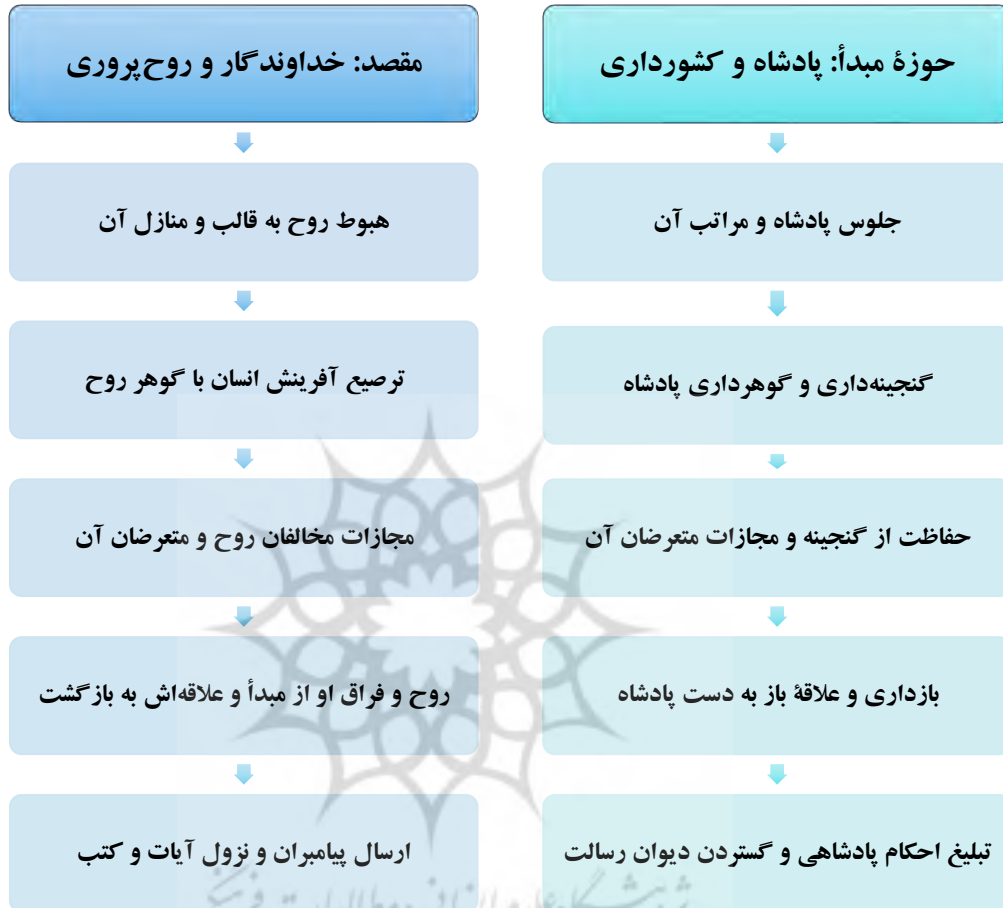 حوزهٔ مبدأ: پادشاه و کشورداری
جلوس پادشاه و مراتب آن
گنجینه‌داری و گوهرداری پادشاه
حفاظت از گنجینه و مجازات متعرضان آن
بازداری و علاقهٔ باز به دست پادشاه
تبلیغ احکام پادشاهی و گستردن دیوان رسالت
مقصد: خداوندگار و روح‌پروری
هبوط روح به قالب و منازل آن
ترصیع آفرینش انسان با گوهر روح
مجازات مخالفان روح و متعرضان آن
روح و فراق او از مبدأ و علاقه‌اش به بازگشت
ارسال پیامبران و نزول آیات و کتب